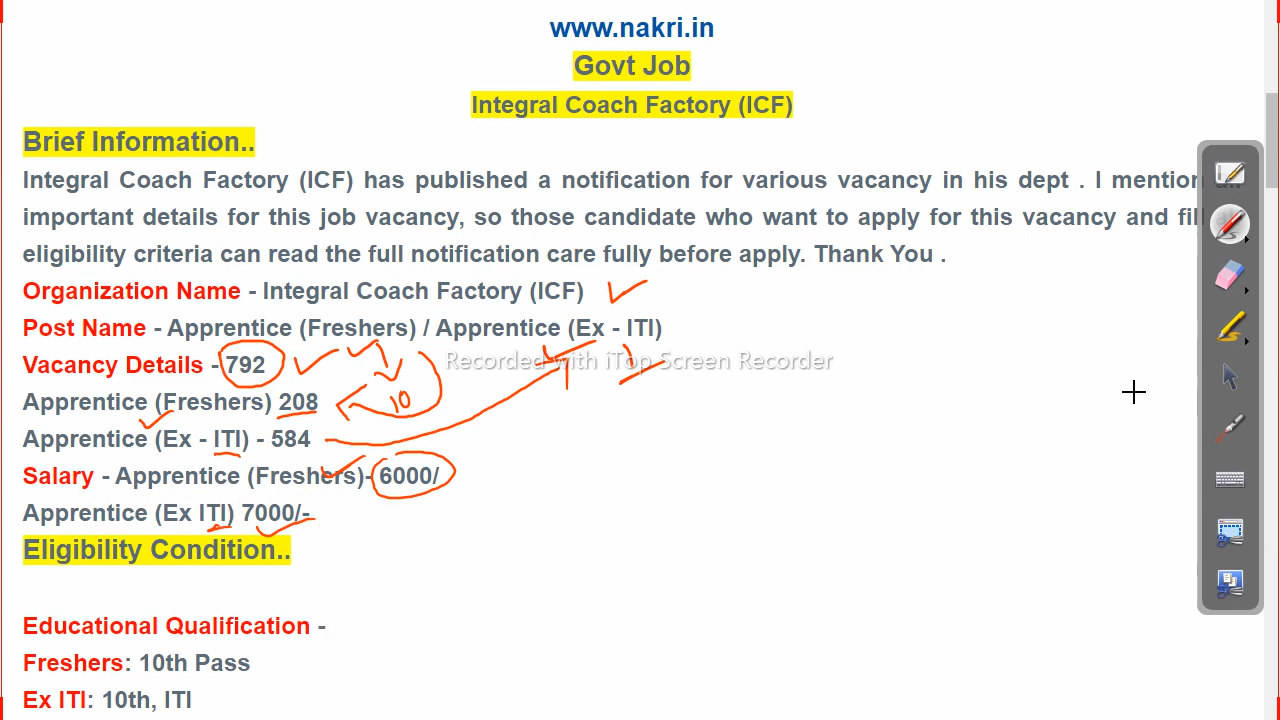 www.nakri.in
Govt Job
Integral Coach Factory (ICF)
Brief Information..
Integral Coach Factory (ICF) has published a notification for various vacancy in his dept . I mention
important details for this job vacancy, so those candidate who want to apply for this vacancy and fill
eligibility criteria can read the full notification care fully before apply. Thank You .
Organization Name - Integral Coach Factory (ICF)
Post Name - Apprentice (Freshers) / Apprentice (Ex - ITI)
Vacancy Details - 792
Recorded with iTop Screen Recorder
Apprentice (Freshers) 208
10
Apprentice (Ex - ITI) - 584
Salary - Apprentice (Freshers)- 6000/
Apprentice (Ex ITI) 7000/-
Eligibility Condition..
Educational Qualification -
Freshers: 10th Pass
Ex ITI: 10th, ITI